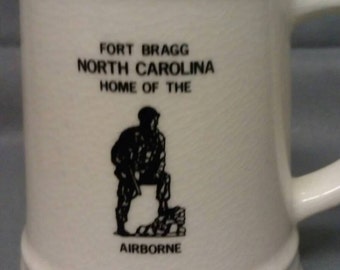 FORT BRAGG
NORTH CAROLINA
HOME OF THE
AIRBORNE